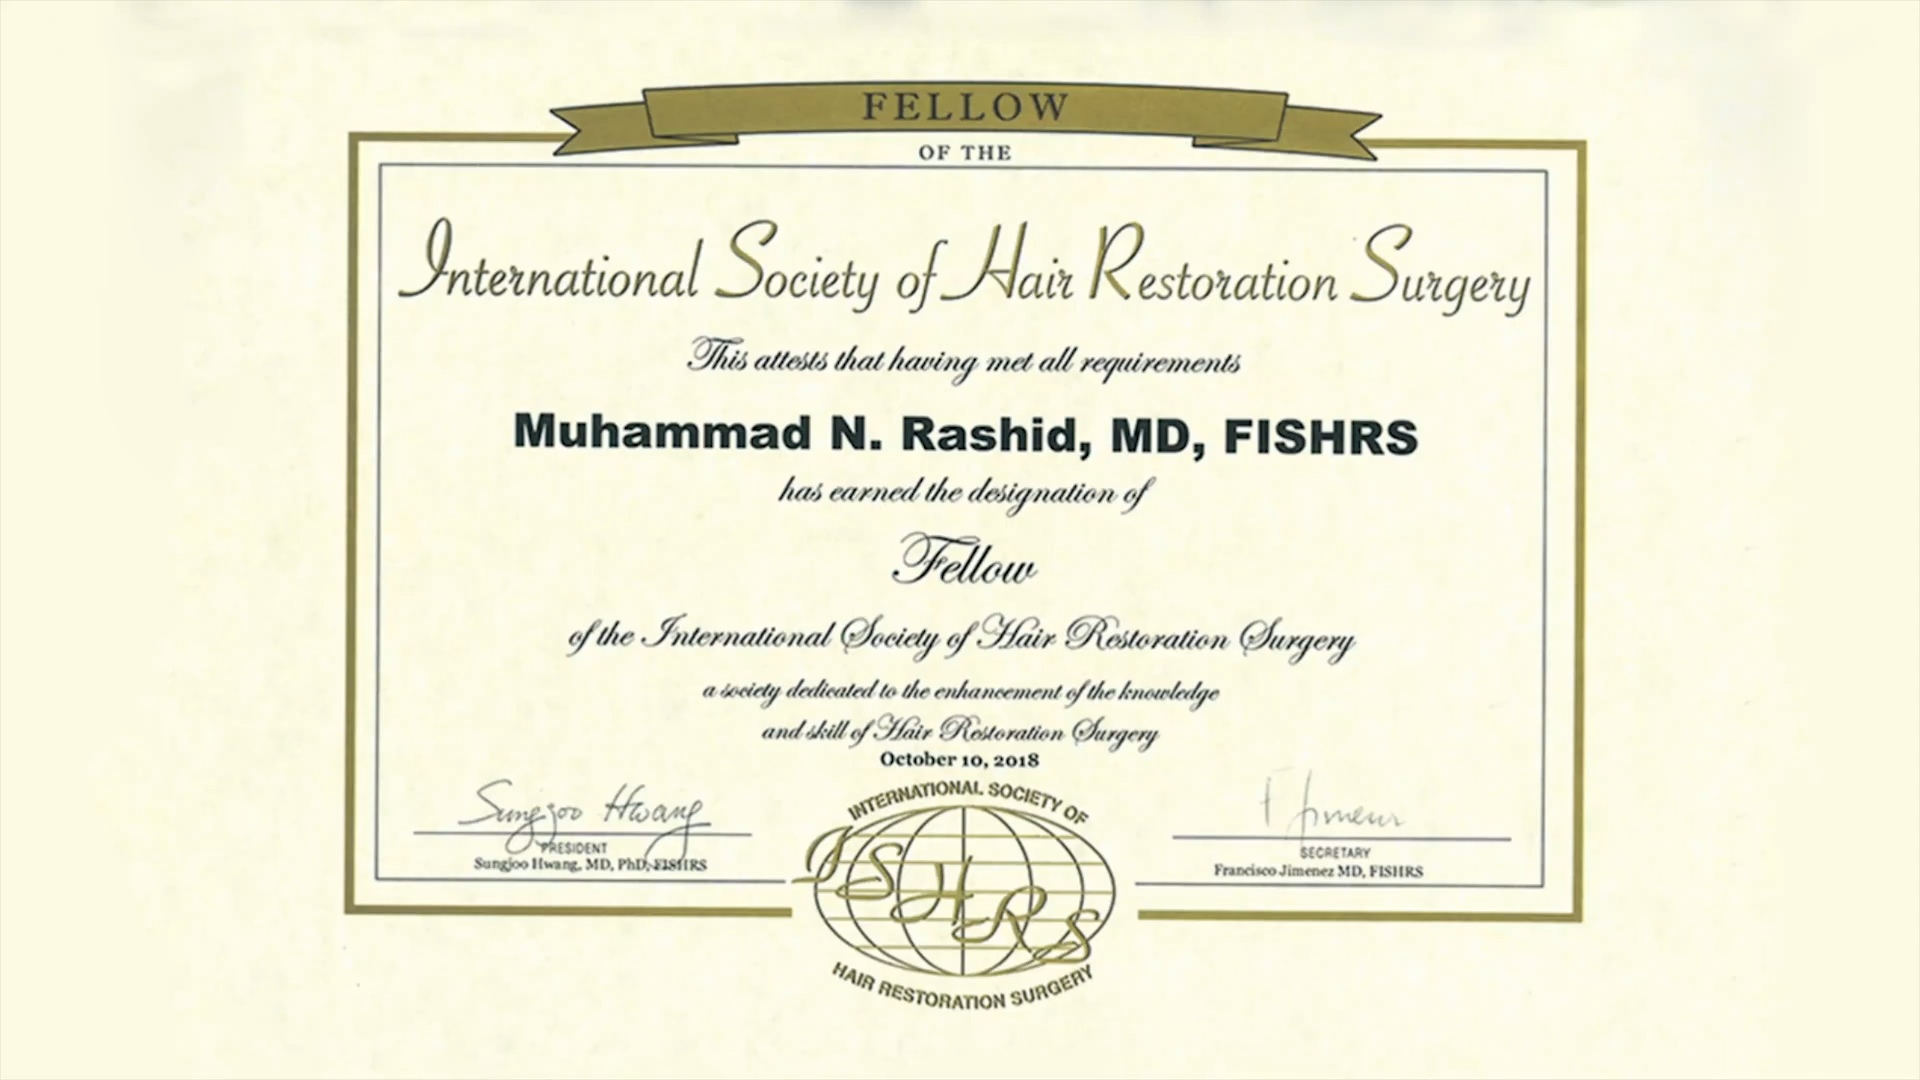 FELLOW
OF THE
International Society of Hair Restoration Surgery
This attests that having met all requirements
Muhammad N. Rashid, MD, FISHRS
has earned the designation of
Fellow
of the International Society of Hair Restoration Surgery
a society dedicated to the enhancement of the knowledge
and skill of Hair Restoration Surgery
October 10, 2018
Sungjoo Hwang
PRESIDENT
Sungjoo Hwang, MD, PhD, FISHRS
F Jimenez
SECRETARY
Francisco Jimenez MD, FISHRS
INTERNATIONAL SOCIETY OF
ISHRS
HAIR RESTORATION SURGERY